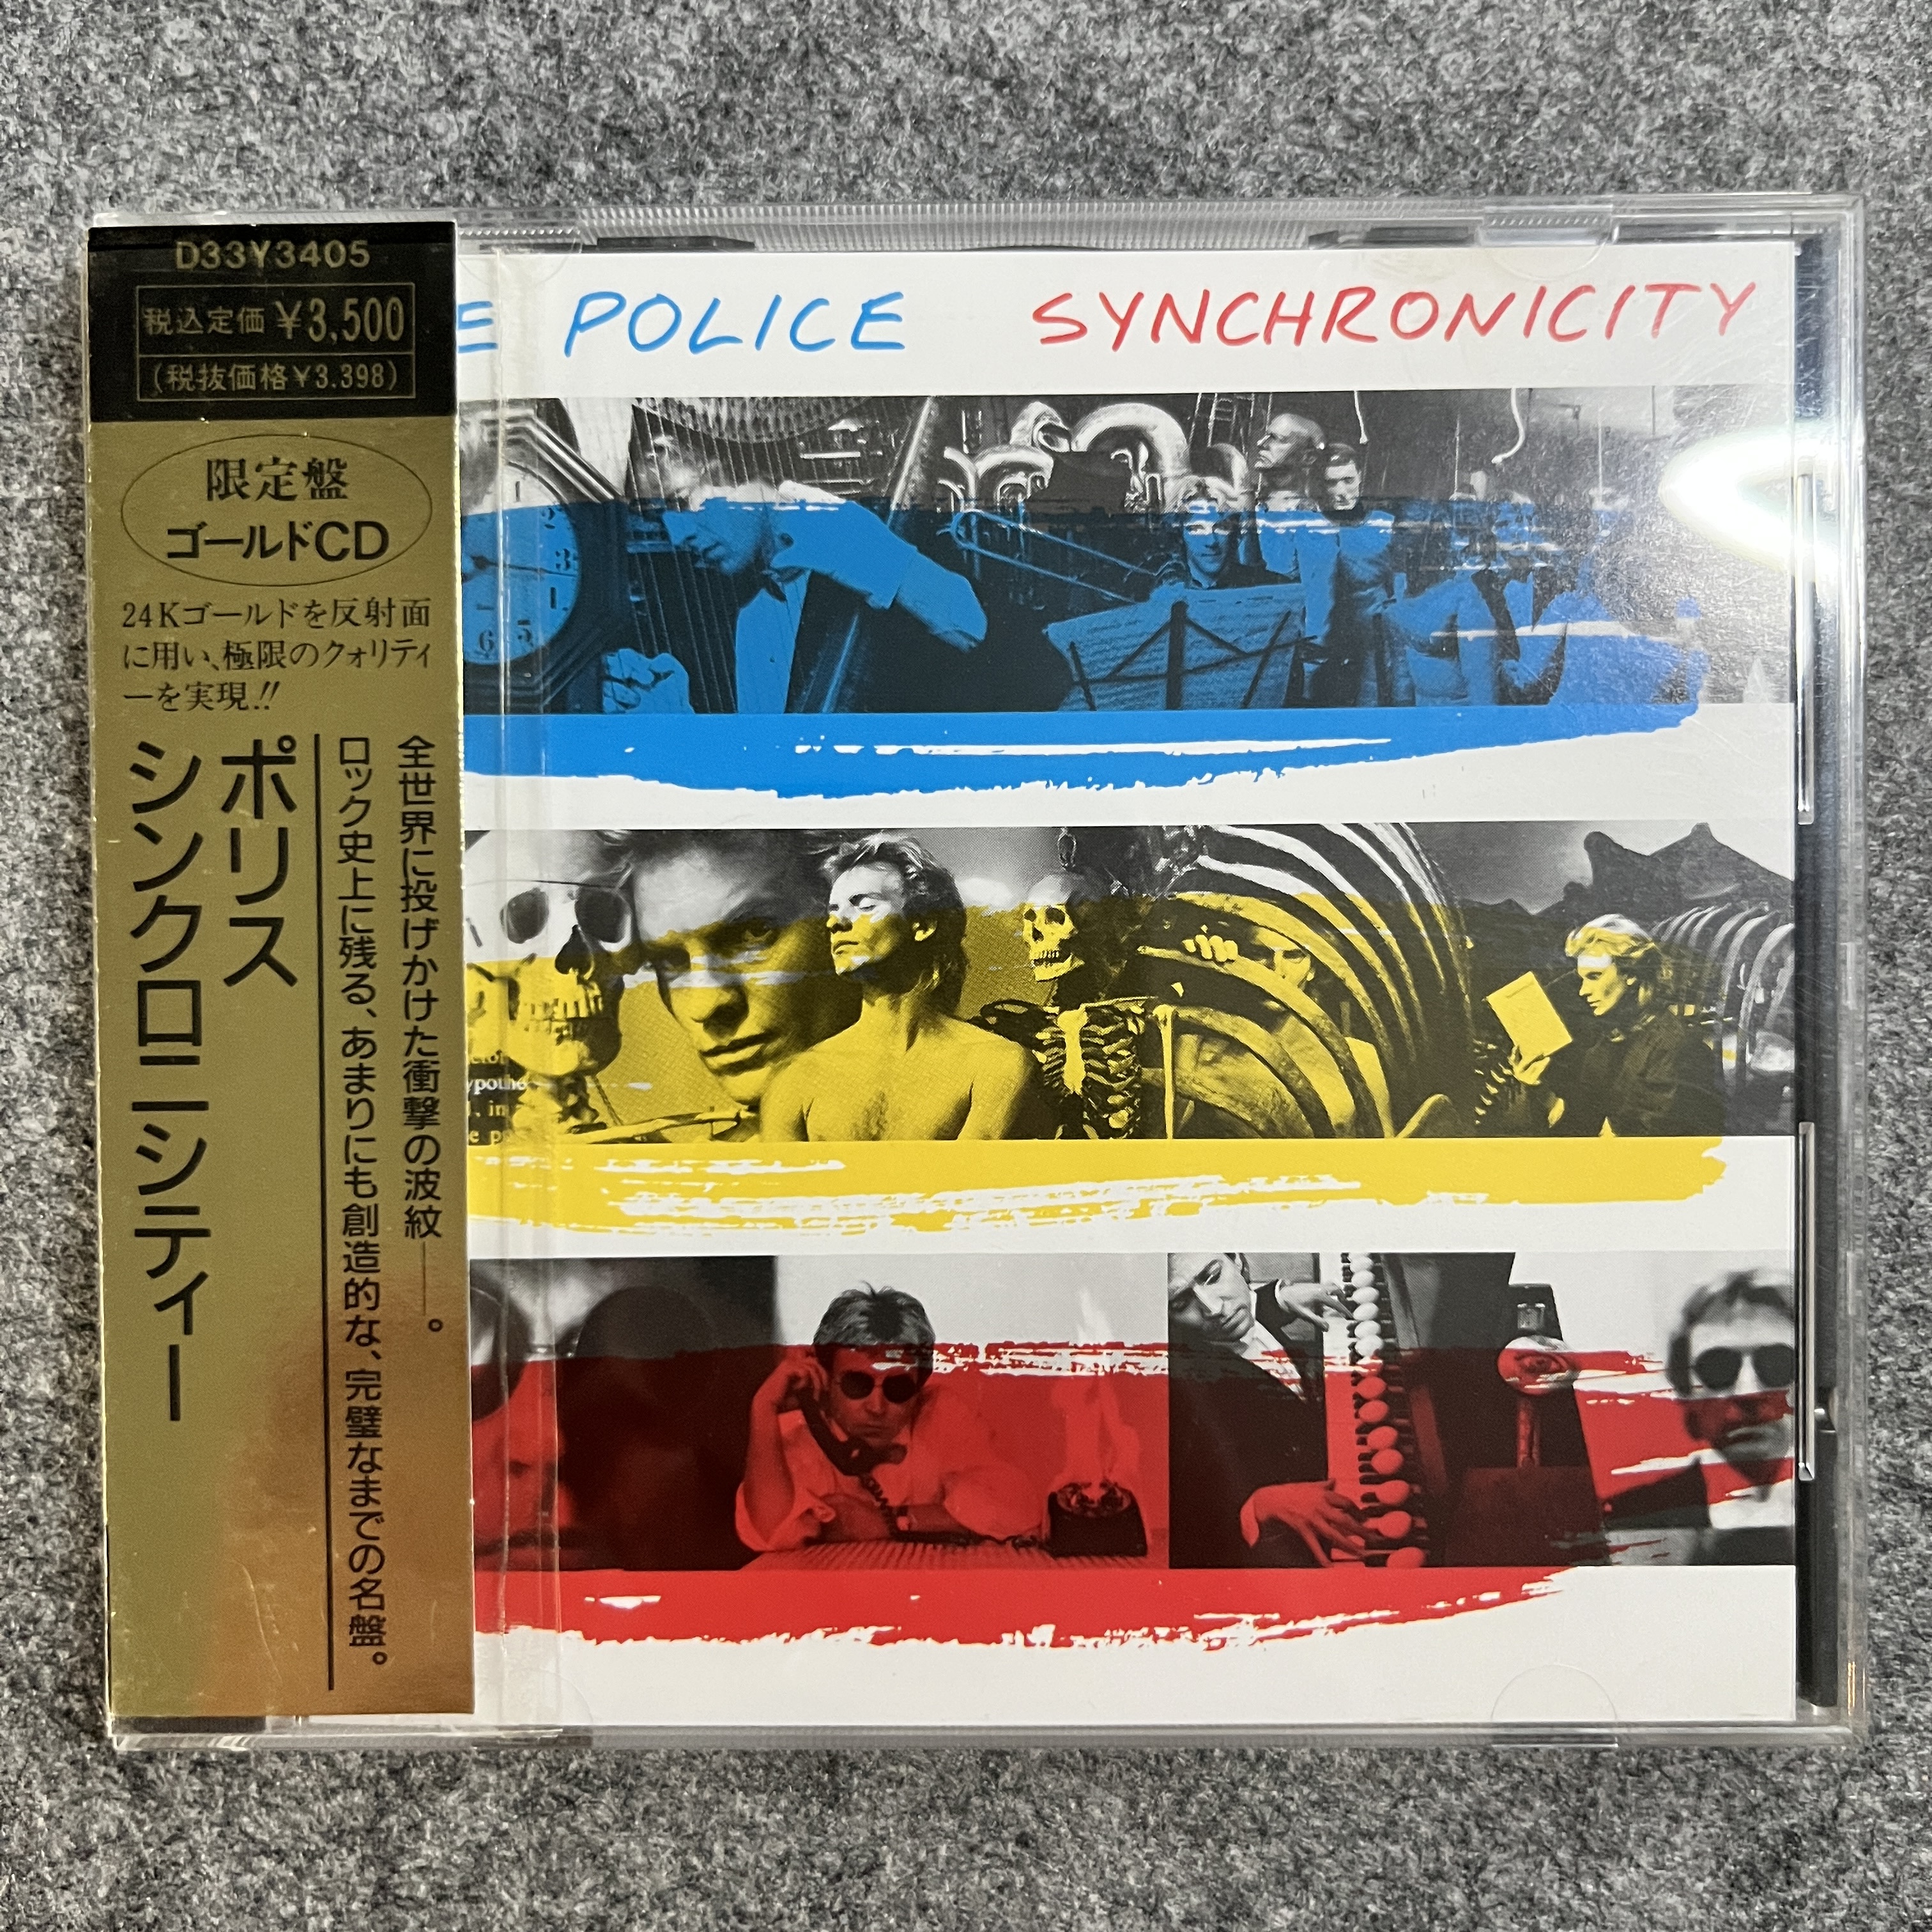 D33Y3405
税込定価 ¥3,500
(税抜価格¥3.398)
限定盤
ゴールドCD
24Kゴールドを反射面
に用い、極限のクォリティ
ーを実現!!
全世界に投げかけた衝撃の波紋——。
ロック史上に残る、あまりにも創造的な、完璧なまでの名盤。
ポリス
シンクロニシティー
E POLICE SYNCHRONICITY